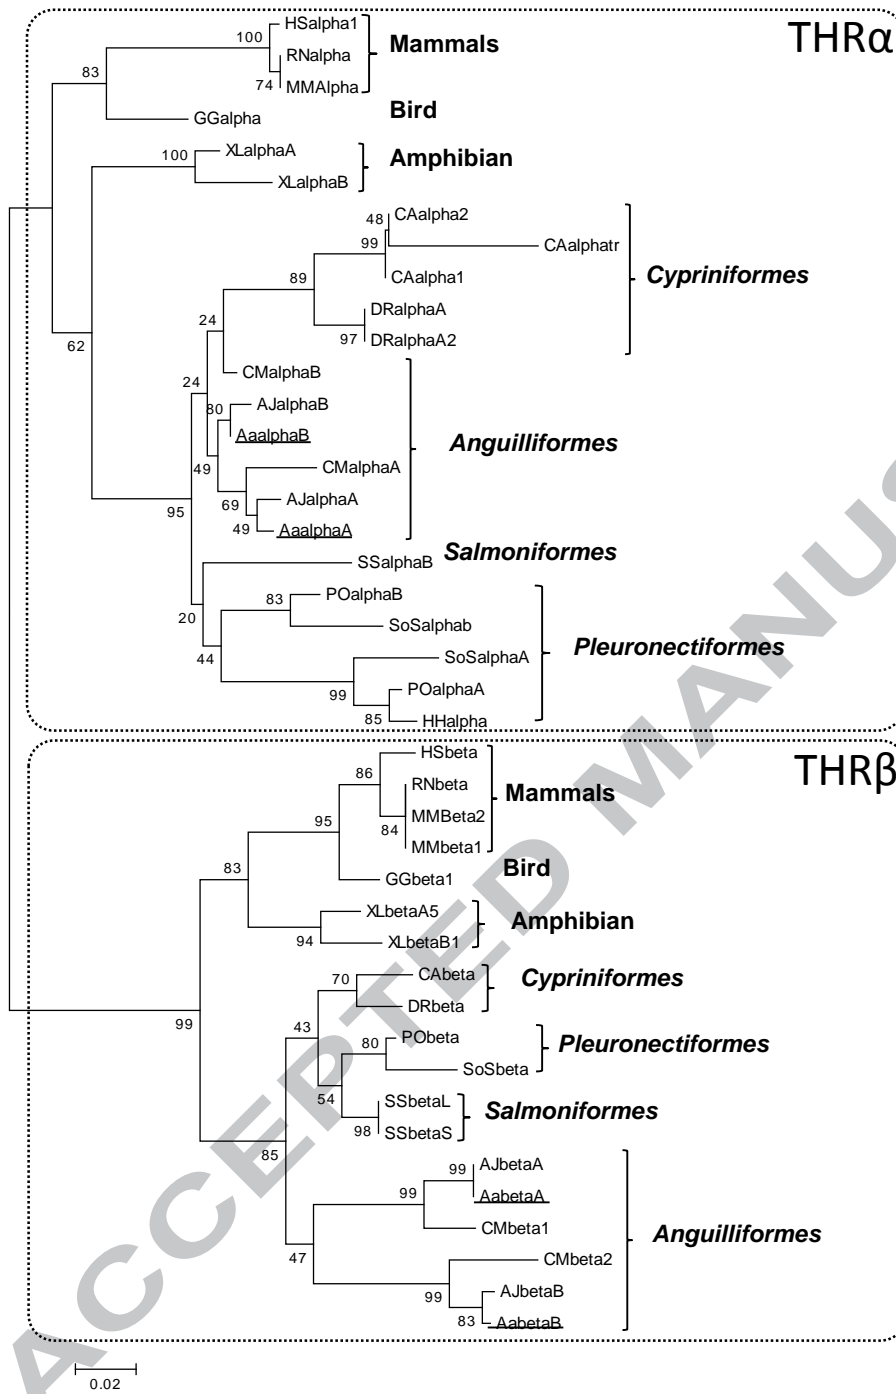 THRα
HSalpha1
100
RNalpha
Mammals
74
MMAlpha
83
GGalpha
Bird
XLalphaA
100
Amphibian
XLalphaB
CAalpha2
48
CAalphatr
99
CAalpha1
Cypriniformes
89
DRalphaA
97
DRalphaA2
24
62
CMalphaB
24
AJalphaB
80
AaalphaB
Anguilliformes
49
CMalphaA
69
AJalphaA
95
49
AaalphaA
Salmoniformes
SSalphaB
POalphaB
83
20
SoSalphab
Pleuronectiformes
44
SoSalphaA
99
POalphaA
85
HHalpha
THRβ
HSbeta
86
RNbeta
Mammals
MMBeta2
84
95
MMbeta1
83
GGbeta1
Bird
XLbetaA5
Amphibian
94
XLbetaB1
CAbeta
70
Cypriniformes
DRbeta
99
43
PObeta
80
Pleuronectiformes
SoSbeta
54
SSbetaL
Salmoniformes
98
SSbetaS
85
AJbetaA
99
AabetaA
99
CMbeta1
Anguilliformes
47
CMbeta2
99
AJbetaB
83
AabetaB
0.02
ACCEPTED MANUS